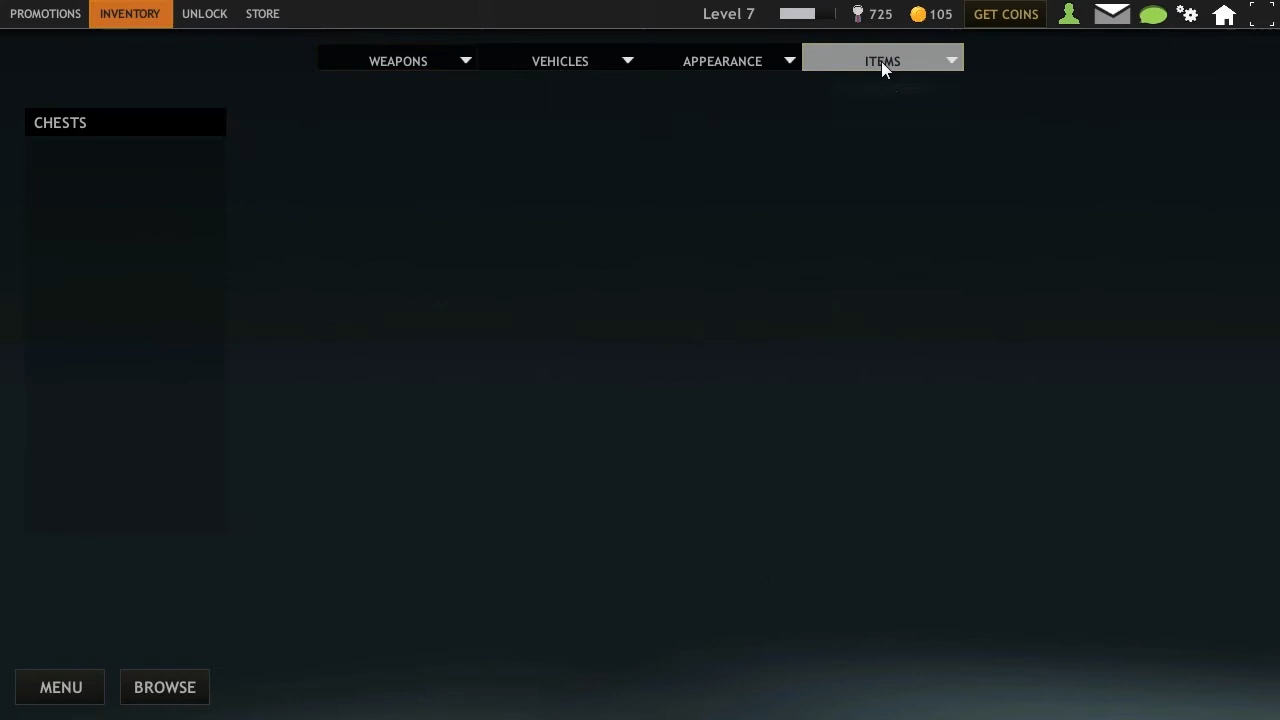 PROMOTIONS INVENTORY UNLOCK STORE Level 7 725 105 GET COINS
WEAPONS VEHICLES APPEARANCE ITEMS
CHESTS
MENU BROWSE